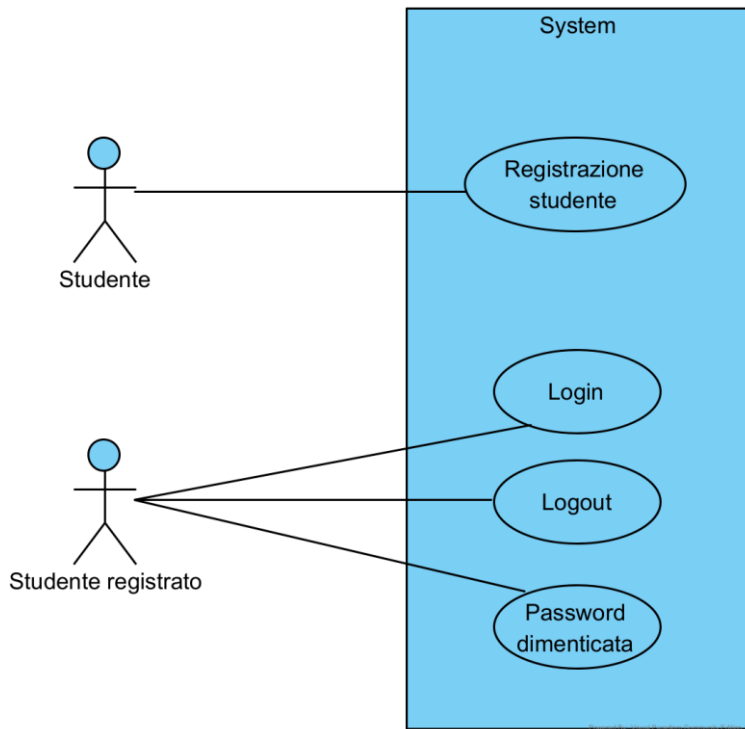 System
Registrazione
studente
Studente
Login
Logout
Studente registrato
Password
dimenticata